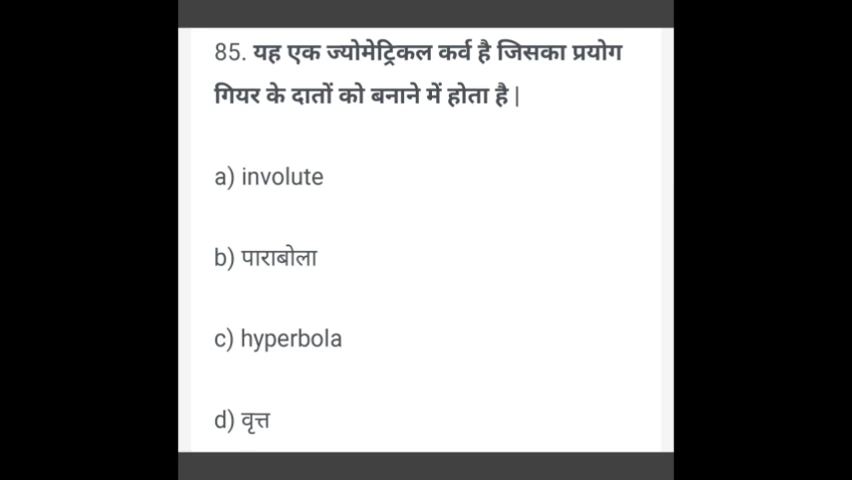 85. यह एक ज्योमेट्रिकल कर्व है जिसका प्रयोग
गियर के दातों को बनाने में होता है |
a) involute
b) पाराबोला
c) hyperbola
d) वृत्त